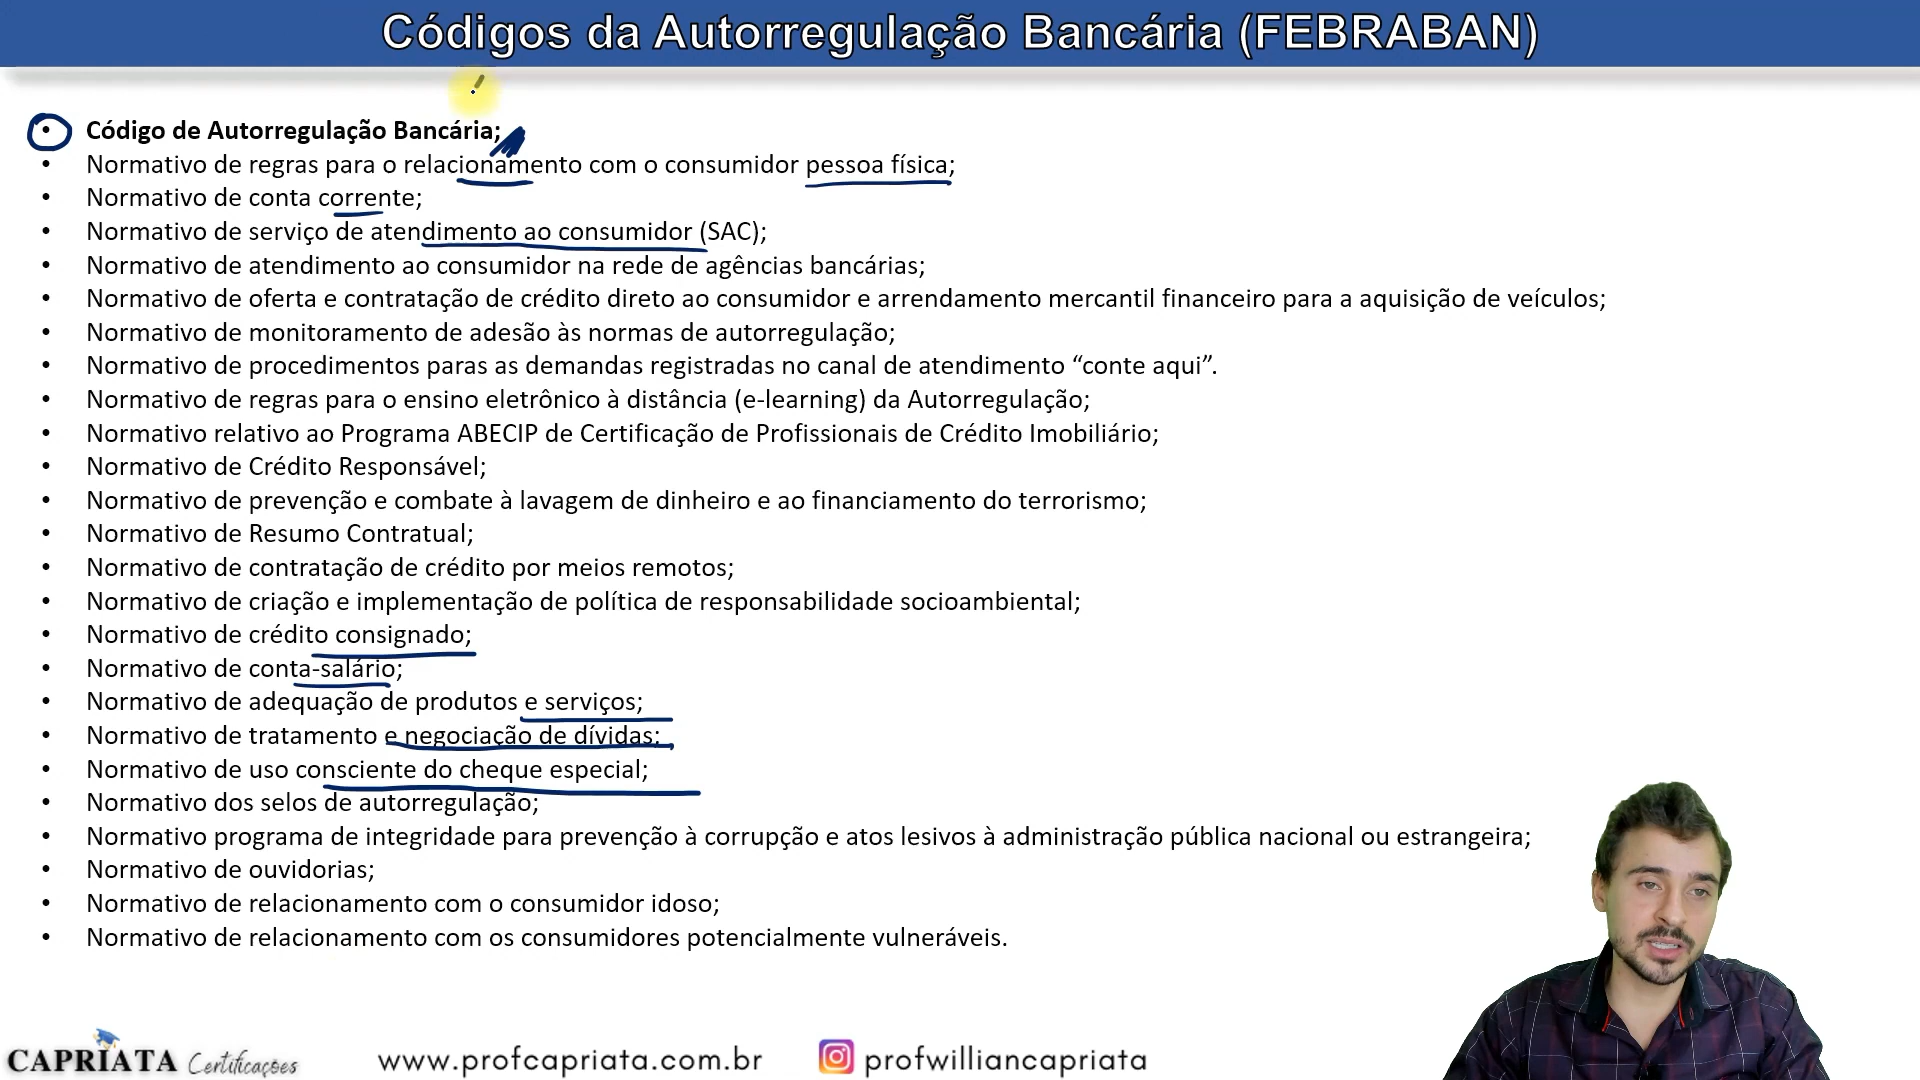 Códigos da Autorregulação Bancária (FEBRABAN)
• Código de Autorregulação Bancária;
• Normativo de regras para o relacionamento com o consumidor pessoa física;
• Normativo de conta corrente;
• Normativo de serviço de atendimento ao consumidor (SAC);
• Normativo de atendimento ao consumidor na rede de agências bancárias;
• Normativo de oferta e contratação de crédito direto ao consumidor e arrendamento mercantil financeiro para a aquisição de veículos;
• Normativo de monitoramento de adesão às normas de autorregulação;
• Normativo de procedimentos paras as demandas registradas no canal de atendimento “conte aqui”.
• Normativo de regras para o ensino eletrônico à distância (e-learning) da Autorregulação;
• Normativo relativo ao Programa ABECIP de Certificação de Profissionais de Crédito Imobiliário;
• Normativo de Crédito Responsável;
• Normativo de prevenção e combate à lavagem de dinheiro e ao financiamento do terrorismo;
• Normativo de Resumo Contratual;
• Normativo de contratação de crédito por meios remotos;
• Normativo de criação e implementação de política de responsabilidade socioambiental;
• Normativo de crédito consignado;
• Normativo de conta-salário;
• Normativo de adequação de produtos e serviços;
• Normativo de tratamento e negociação de dívidas;
• Normativo de uso consciente do cheque especial;
• Normativo dos selos de autorregulação;
• Normativo programa de integridade para prevenção à corrupção e atos lesivos à administração pública nacional ou estrangeira;
• Normativo de ouvidorias;
• Normativo de relacionamento com o consumidor idoso;
• Normativo de relacionamento com os consumidores potencialmente vulneráveis.
CAPRIATA Certificações www.profcapriata.com.br profwilliancapriata